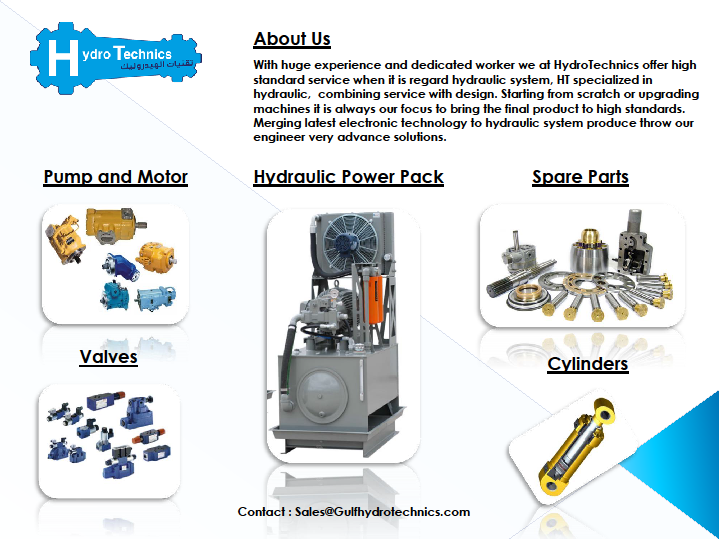 Hydro Technics
تقنيات الهيدروليك
About Us
With huge experience and dedicated worker we at HydroTechnics offer high
standard service when it is regard hydraulic system, HT specialized in
hydraulic, combining service with design. Starting from scratch or upgrading
machines it is always our focus to bring the final product to high standards.
Merging latest electronic technology to hydraulic system produce throw our
engineer very advance solutions.
Pump and Motor
Hydraulic Power Pack
Spare Parts
Valves
Cylinders
Contact : Sales@Gulfhydrotechnics.com